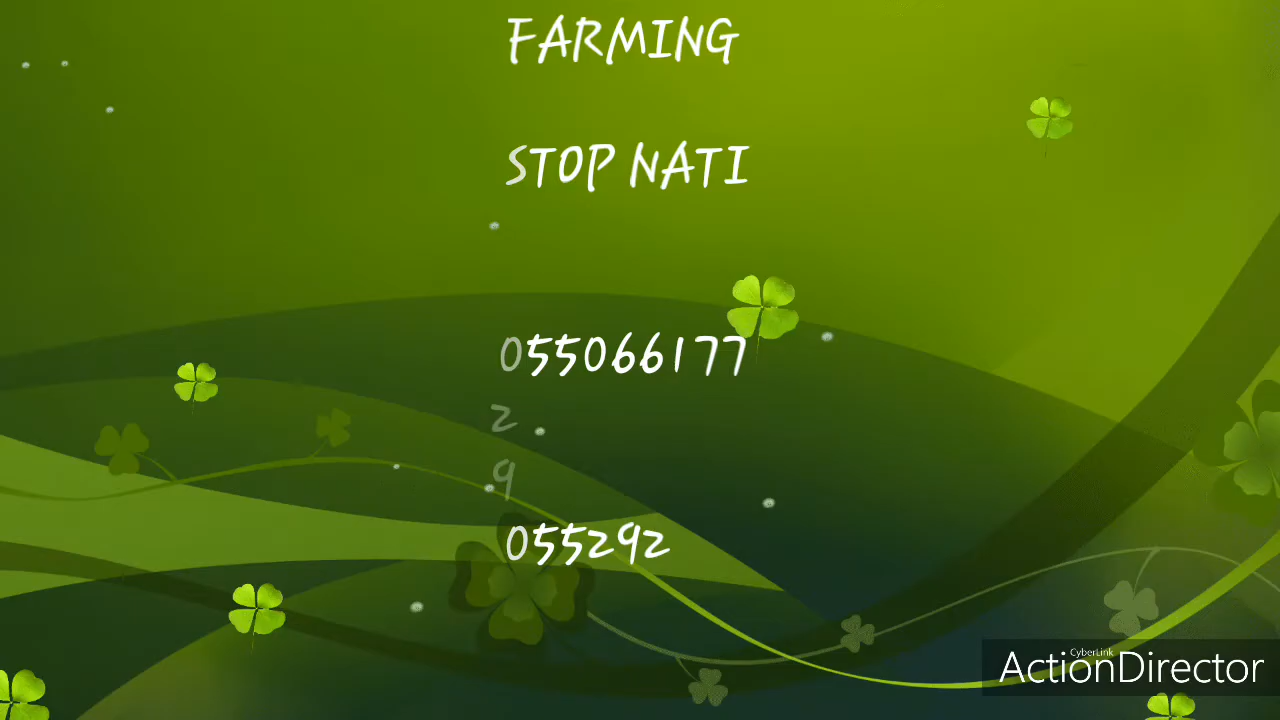 FARMING
STOP NATI
055066177
2
9
055292
CyberLink
ActionDirector